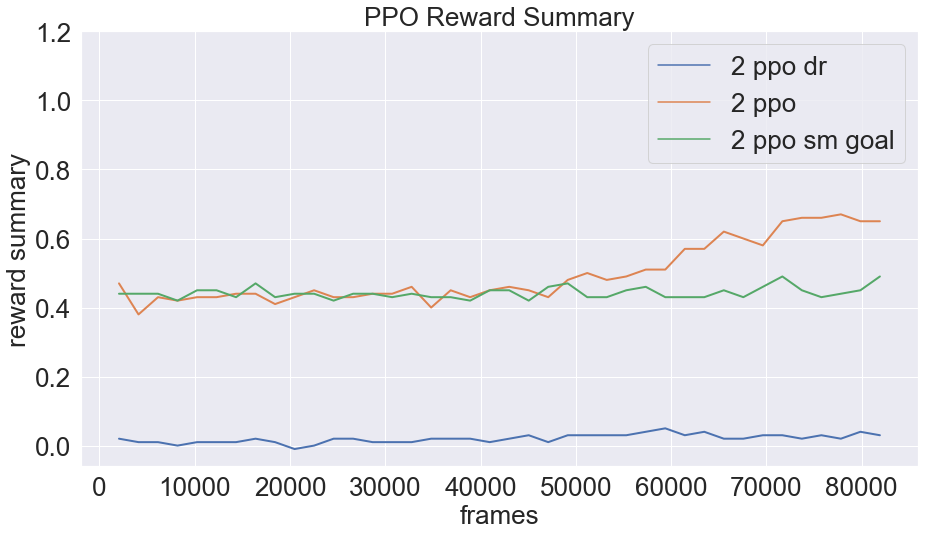 PPO Reward Summary
1.2
1.0
0.8
0.6
0.4
0.2
0.0
reward summary
2 ppo dr
2 ppo
2 ppo sm goal
0 10000 20000 30000 40000 50000 60000 70000 80000
frames